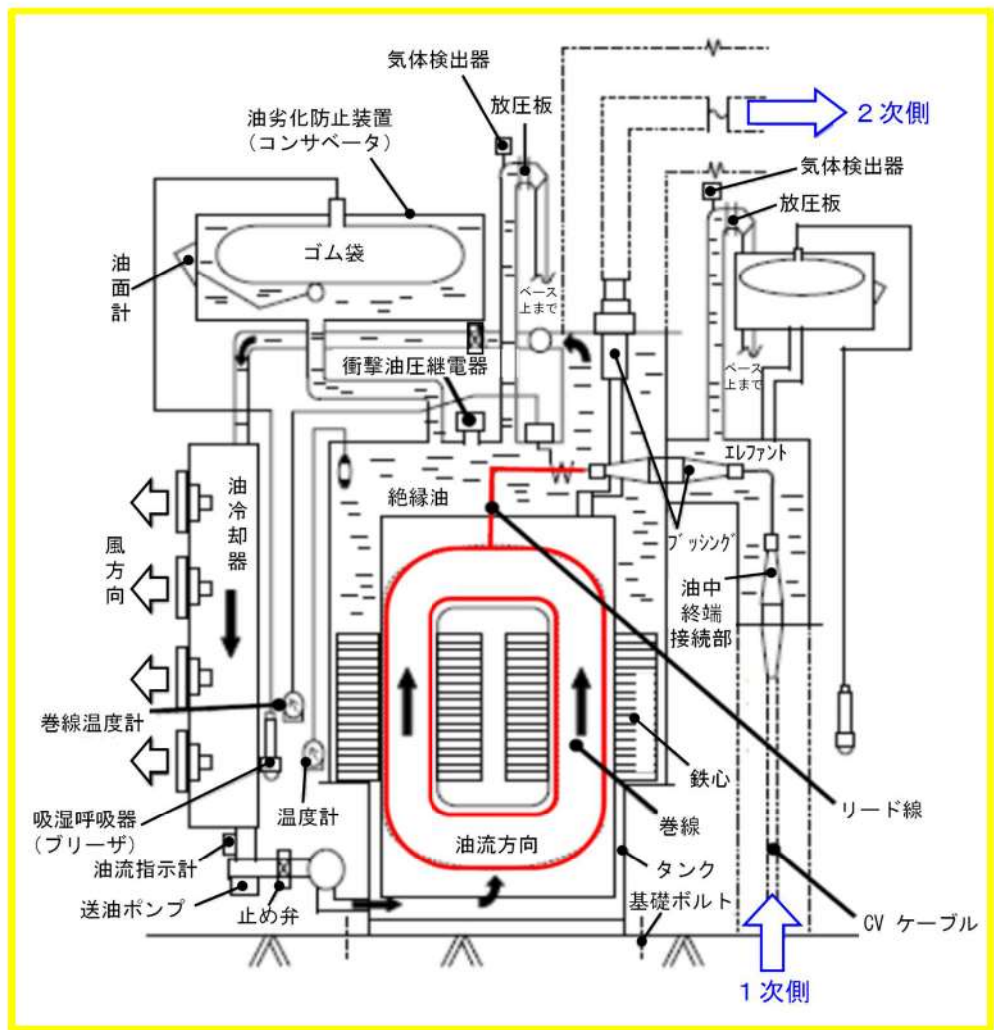 気体検出器
放圧板
油劣化防止装置
（コンサベータ）
2次側
気体検出器
放圧板
ゴム袋
油面計
ベース
上まで
衝撃油圧継電器
ベース
上まで
エレファント
絶縁油
油冷却器
ブッシング
風方向
油中
終端
接続部
巻線温度計
鉄心
リード線
吸湿呼吸器
（ブリーザ）
温度計
巻線
油流方向
油流指示計
タンク
送油ポンプ
止め弁
基礎ボルト
CV ケーブル
1次側